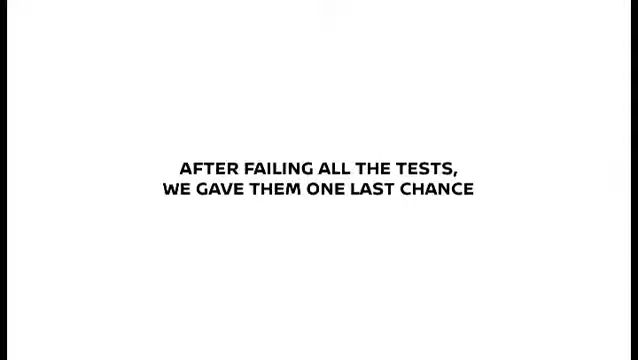 AFTER FAILING ALL THE TESTS,
WE GAVE THEM ONE LAST CHANCE